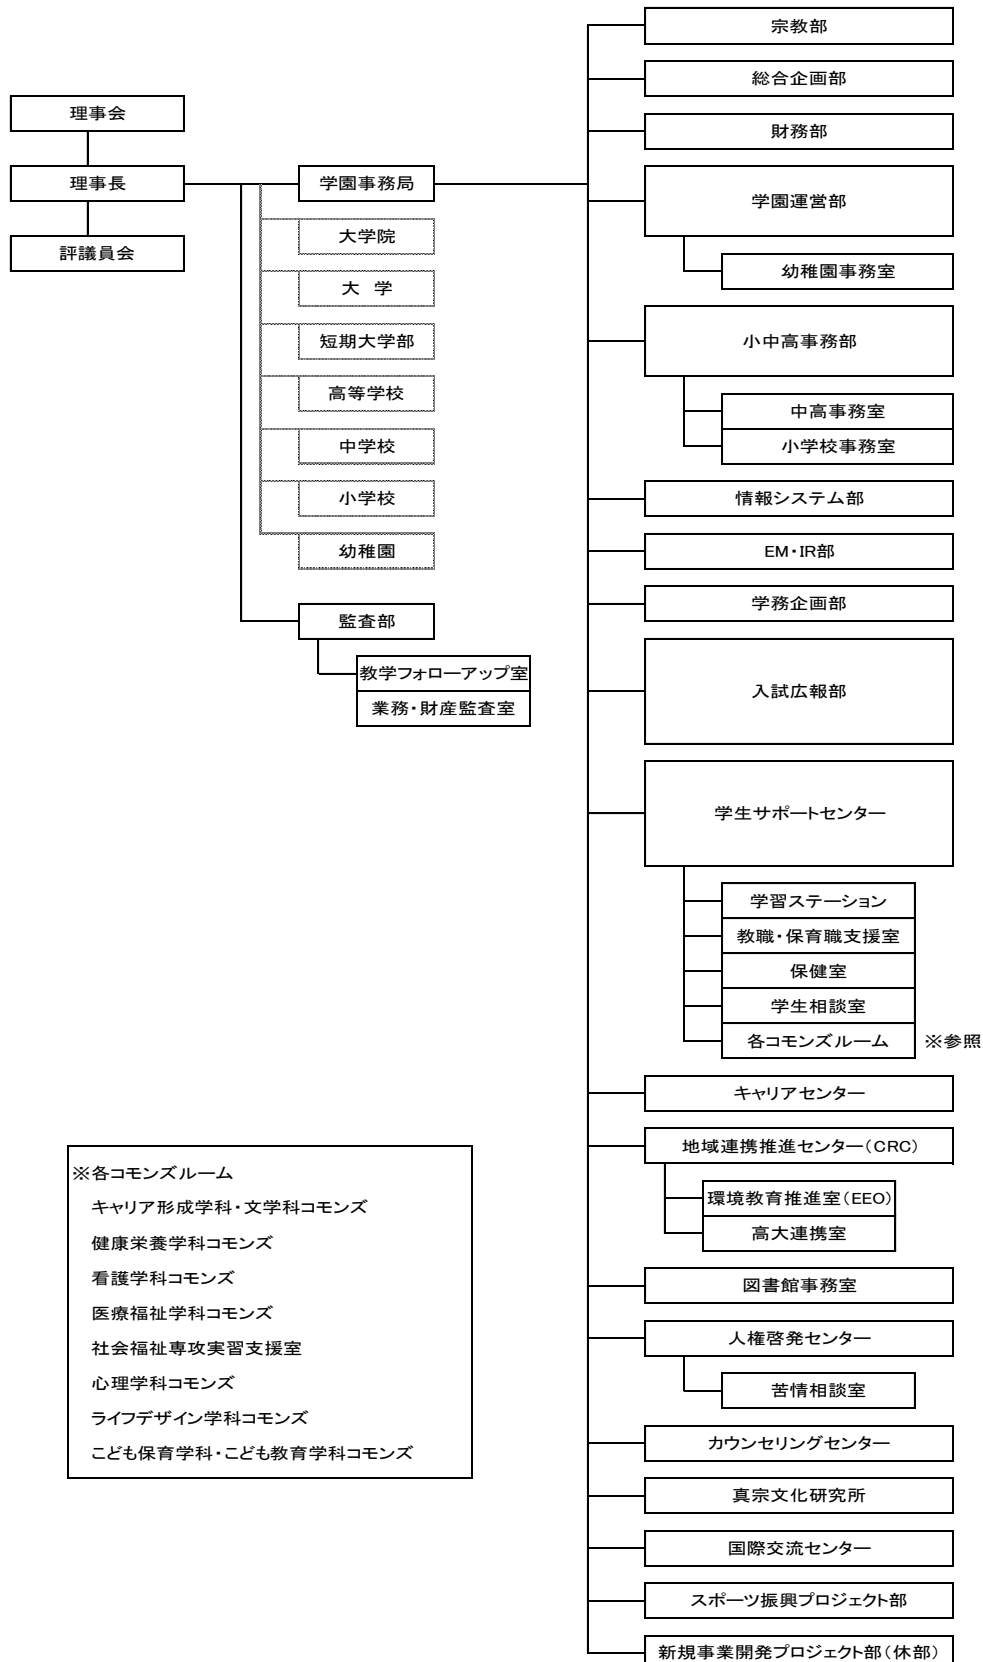 理事会
理事長
評議員会
学園事務局
大学院
大　学
短期大学部
高等学校
中学校
小学校
幼稚園
監査部
教学フォローアップ室
業務・財産監査室
宗教部
総合企画部
財務部
学園運営部
幼稚園事務室
小中高事務部
中高事務室
小学校事務室
情報システム部
EM・IR部
学務企画部
入試広報部
学生サポートセンター
学習ステーション
教職・保育職支援室
保健室
学生相談室
各コモンズルーム ※参照
キャリアセンター
地域連携推進センター（CRC）
環境教育推進室（EEO）
高大連携室
図書館事務室
人権啓発センター
苦情相談室
カウンセリングセンター
真宗文化研究所
国際交流センター
スポーツ振興プロジェクト部
新規事業開発プロジェクト部（休部）
※各コモンズルーム
キャリア形成学科・文学科コモンズ
健康栄養学科コモンズ
看護学科コモンズ
医療福祉学科コモンズ
社会福祉専攻実習支援室
心理学科コモンズ
ライフデザイン学科コモンズ
こども保育学科・こども教育学科コモンズ